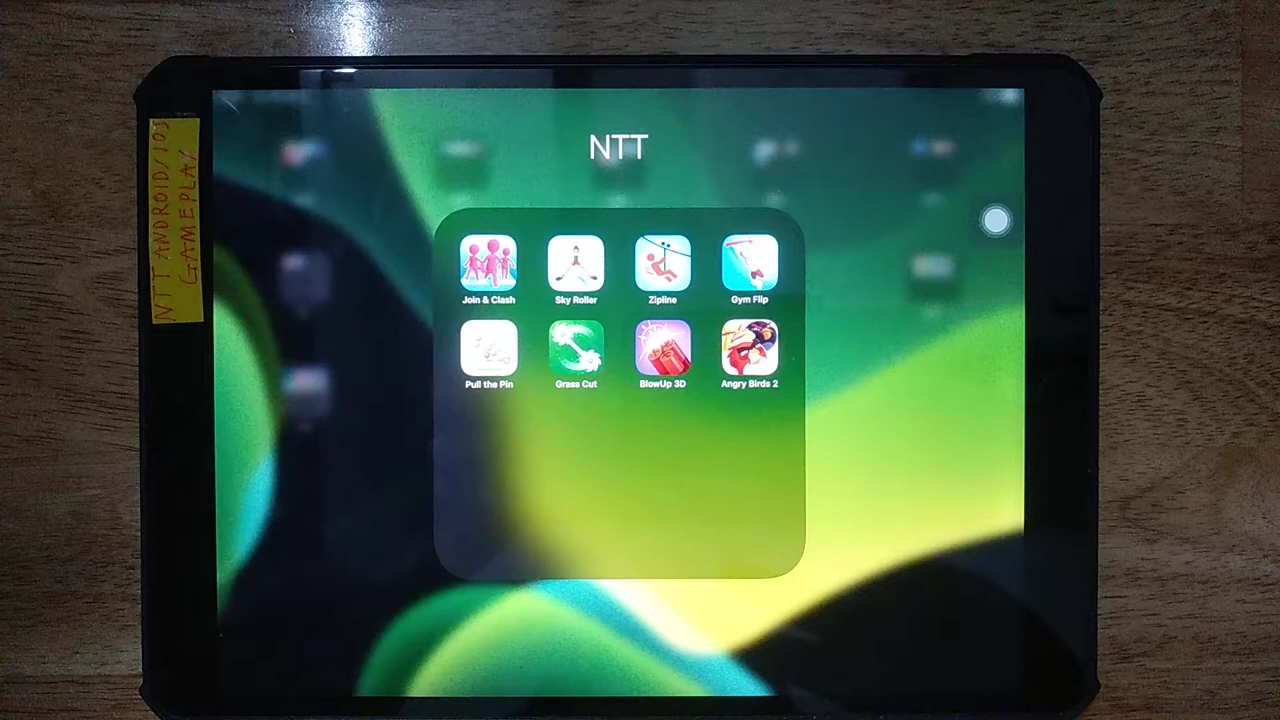 NTT ANDROID/IOS
GAMEPLAY
NTT
Join & Clash
Sky Roller
Zipline
Gym Flip
Pull the Pin
Grass Cut
BlowUp 3D
Angry Birds 2